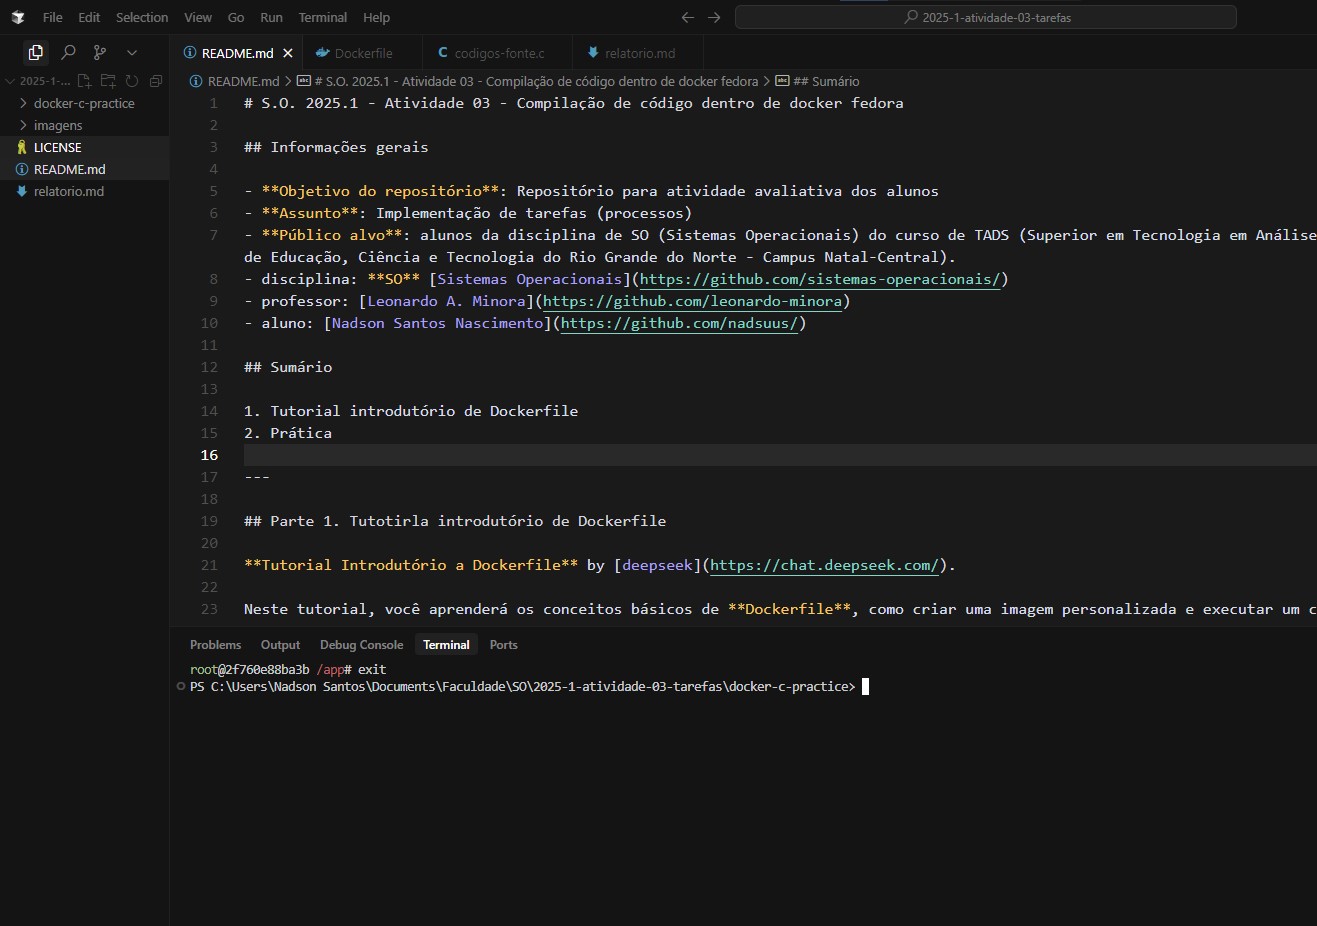 File Edit Selection View Go Run Terminal Help
2025-1-atividade-03-tarefas
README.md Dockerfile C codigos-fonte.c relatorio.md
2025-1-...
docker-c-practice
imagens
LICENSE
README.md
relatorio.md
README.md > # S.O. 2025.1 - Atividade 03 - Compilação de código dentro de docker fedora > ## Sumário
1 # S.O. 2025.1 - Atividade 03 - Compilação de código dentro de docker fedora
2
3 ## Informações gerais
4
5 - **Objetivo do repositório**: Repositório para atividade avaliativa dos alunos
6 - **Assunto**: Implementação de tarefas (processos)
7 - **Público alvo**: alunos da disciplina de SO (Sistemas Operacionais) do curso de TADS (Superior em Tecnologia em Análise
de Educação, Ciência e Tecnologia do Rio Grande do Norte - Campus Natal-Central).
8 - disciplina: **SO** [Sistemas Operacionais](https://github.com/sistemas-operacionais/)
9 - professor: [Leonardo A. Minora](https://github.com/leonardo-minora)
10 - aluno: [Nadson Santos Nascimento](https://github.com/nadsuus/)
11
12 ## Sumário
13
14 1. Tutorial introdutório de Dockerfile
15 2. Prática
16
17 ---
18
19 ## Parte 1. Tutotirla introdutório de Dockerfile
20
21 **Tutorial Introdutório a Dockerfile** by [deepseek](https://chat.deepseek.com/).
22
23 Neste tutorial, você aprenderá os conceitos básicos de **Dockerfile**, como criar uma imagem personalizada e executar um c
Problems Output Debug Console Terminal Ports
root@2f760e88ba3b /app# exit
PS C:\Users\Nadson Santos\Documents\Faculdade\SO\2025-1-atividade-03-tarefas\docker-c-practice>